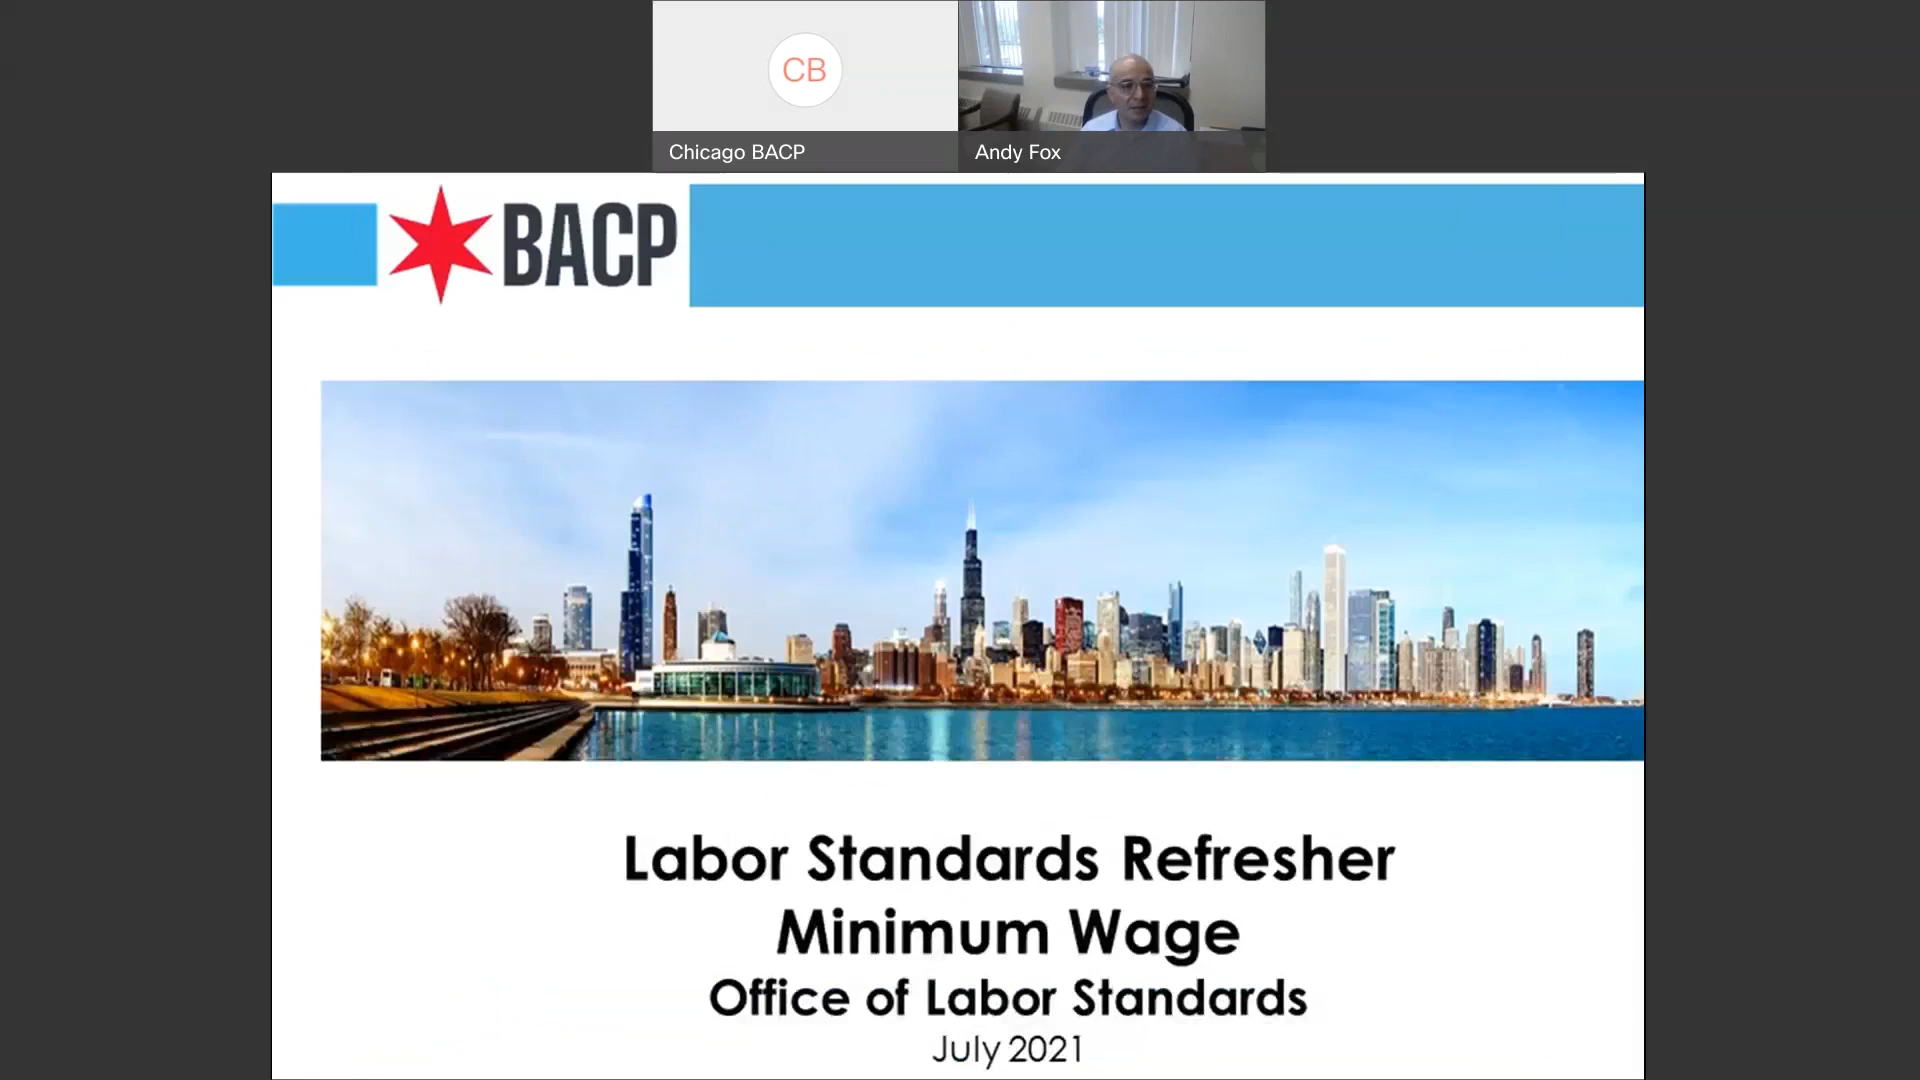 CB
Chicago BACP
Andy Fox
BACP
Labor Standards Refresher
Minimum Wage
Office of Labor Standards
July 2021